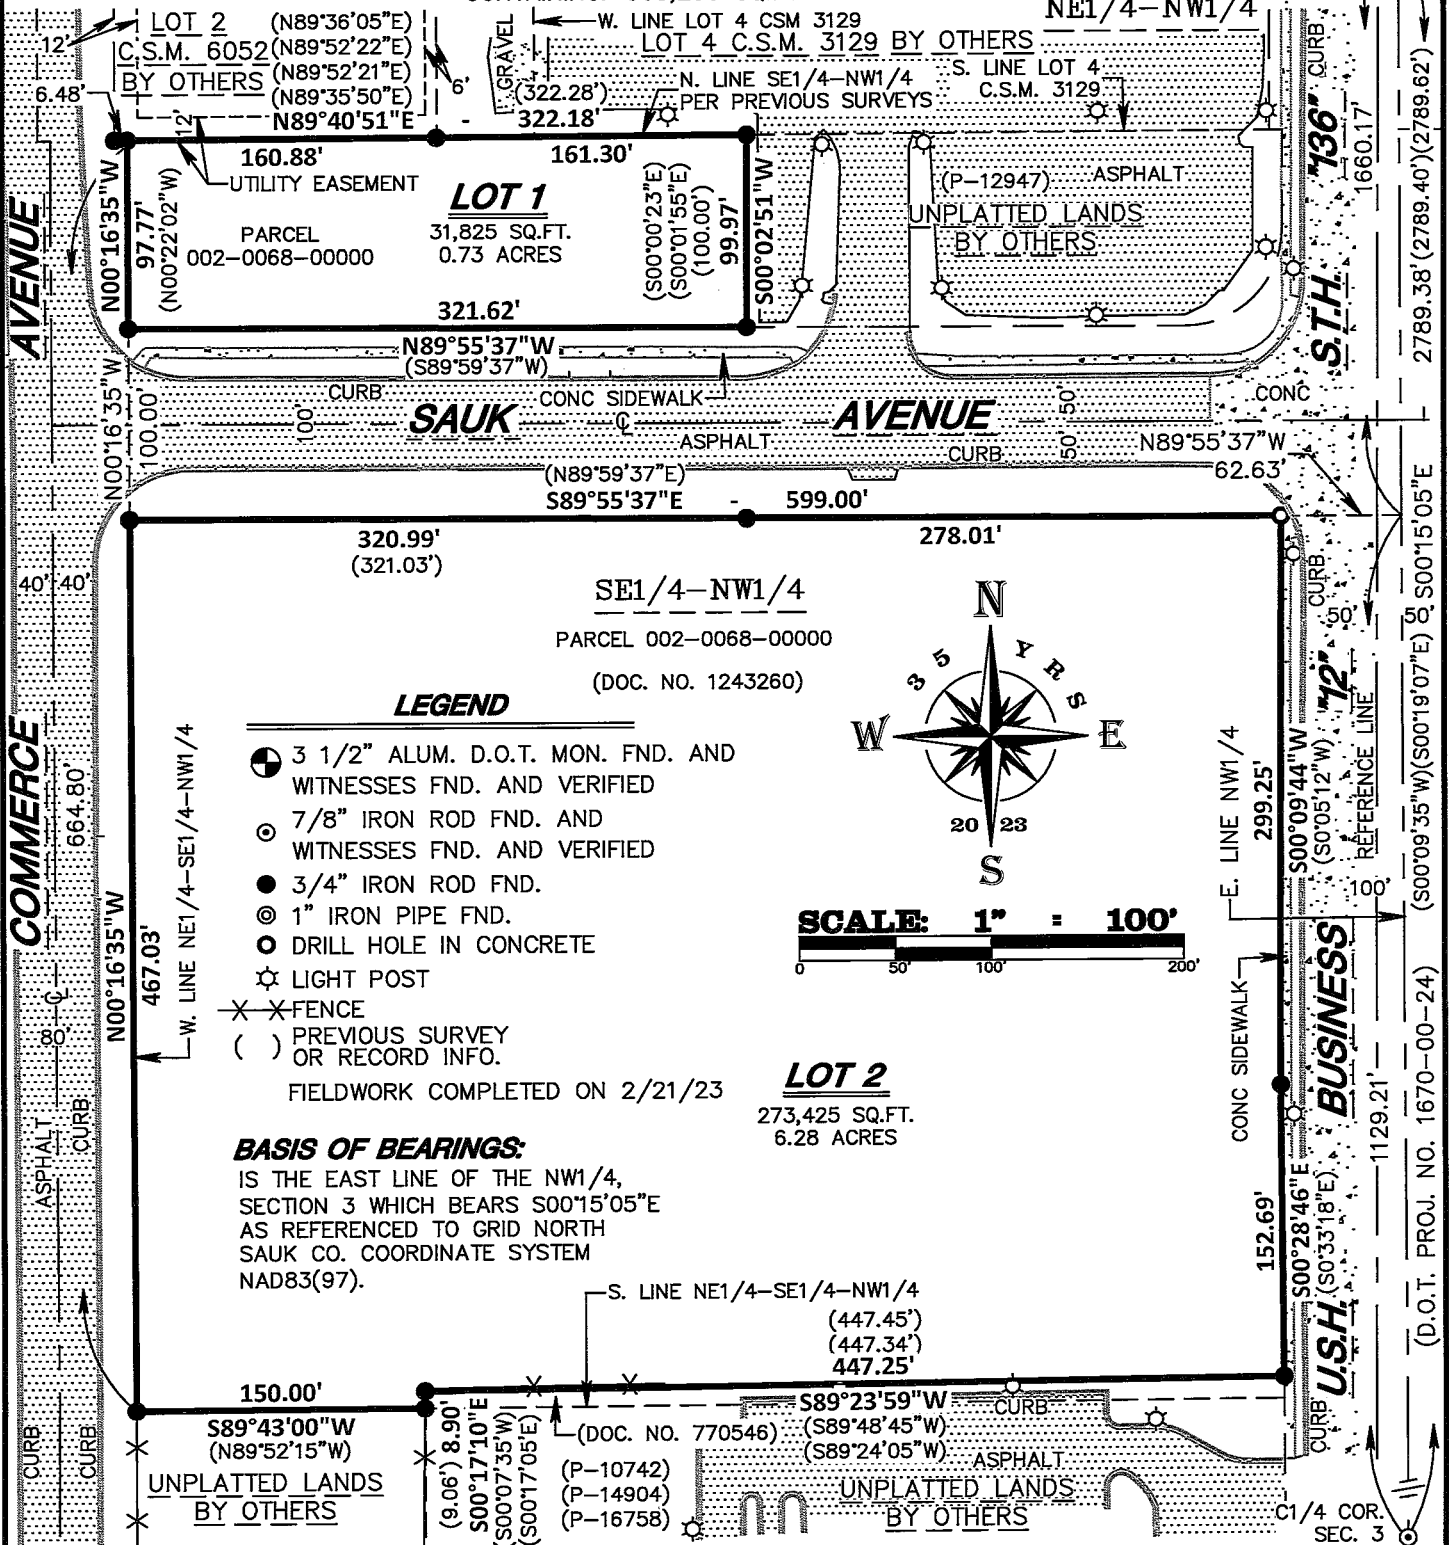 LOT 2
C.S.M. 6052
BY OTHERS
(N89°36'05"E)
(N89°52'22"E)
(N89°52'21"E)
(N89°35'50"E)
12'
6.48'
12'
6'
GRAVEL
W. LINE LOT 4 CSM 3129
LOT 4 C.S.M. 3129 BY OTHERS
NE1/4-NW1/4
(322.28')
N. LINE SE1/4-NW1/4
PER PREVIOUS SURVEYS
S. LINE LOT 4
C.S.M. 3129
N89°40'51"E - 322.18'
160.88'
161.30'
UTILITY EASEMENT
LOT 1
31,825 SQ.FT.
0.73 ACRES
PARCEL
002-0068-00000
N00°16'35"W
97.77'
(N00°22'02"W)
(S00°00'23"E)
(S00°01'55"E)
(100.00')
99.97'
S00°02'51"W
321.62'
N89°55'37"W
(S89°59'37"W)
(P-12947)
ASPHALT
UNPLATTED LANDS
BY OTHERS
CURB
1660.17'
"136"
S.T.H.
2789.38'(2789.40')(2789.62')
AVENUE
CURB
CONC SIDEWALK
CONC
N00°16'35"W
100.00'
100'
SAUK AVENUE
℄
ASPHALT
CURB
50' 50'
N89°55'37"W
62.63'
(N89°59'37"E)
S89°55'37"E - 599.00'
320.99'
(321.03')
278.01'
40' 40'
SE1/4-NW1/4
PARCEL 002-0068-00000
(DOC. NO. 1243260)
N
35 YRS
W
E
20 23
S
CURB
50' 50'
S00°15'05"E
(S00°09'35"W)(S00°19'07"E)
"12"
REFERENCE LINE
LEGEND
3 1/2" ALUM. D.O.T. MON. FND. AND
WITNESSES FND. AND VERIFIED
7/8" IRON ROD FND. AND
WITNESSES FND. AND VERIFIED
3/4" IRON ROD FND.
1" IRON PIPE FND.
DRILL HOLE IN CONCRETE
LIGHT POST
FENCE
( ) PREVIOUS SURVEY
OR RECORD INFO.
FIELDWORK COMPLETED ON 2/21/23
COMMERCE
664.80'
W. LINE NE1/4-SE1/4-NW1/4
N00°16'35"W
467.03'
℄
80'
CURB
ASPHALT
SCALE: 1" = 100'
0 50' 100' 200'
E. LINE NW1/4
299.25'
S00°09'44"W
(S0°05'12"W)
100'
BUSINESS
CONC SIDEWALK
1129.21'
(D.O.T. PROJ. NO. 1670-00-24)
LOT 2
273,425 SQ.FT.
6.28 ACRES
BASIS OF BEARINGS:
IS THE EAST LINE OF THE NW1/4,
SECTION 3 WHICH BEARS S00°15'05"E
AS REFERENCED TO GRID NORTH
SAUK CO. COORDINATE SYSTEM
NAD83(97).
152.69'
S00°28'46"E
(S0°33'18"E)
U.S.H.
S. LINE NE1/4-SE1/4-NW1/4
(447.45')
(447.34')
447.25'
150.00'
S89°43'00"W
(N89°52'15"W)
UNPLATTED LANDS
BY OTHERS
CURB
CURB
(9.06') 8.90'
S00°17'10"E
(S00°07'35"W)
(S00°17'05"E)
(DOC. NO. 770546)
(P-10742)
(P-14904)
(P-16758)
S89°23'59"W
(S89°48'45"W)
(S89°24'05"W)
CURB
ASPHALT
UNPLATTED LANDS
BY OTHERS
CURB
C1/4 COR.
SEC. 3